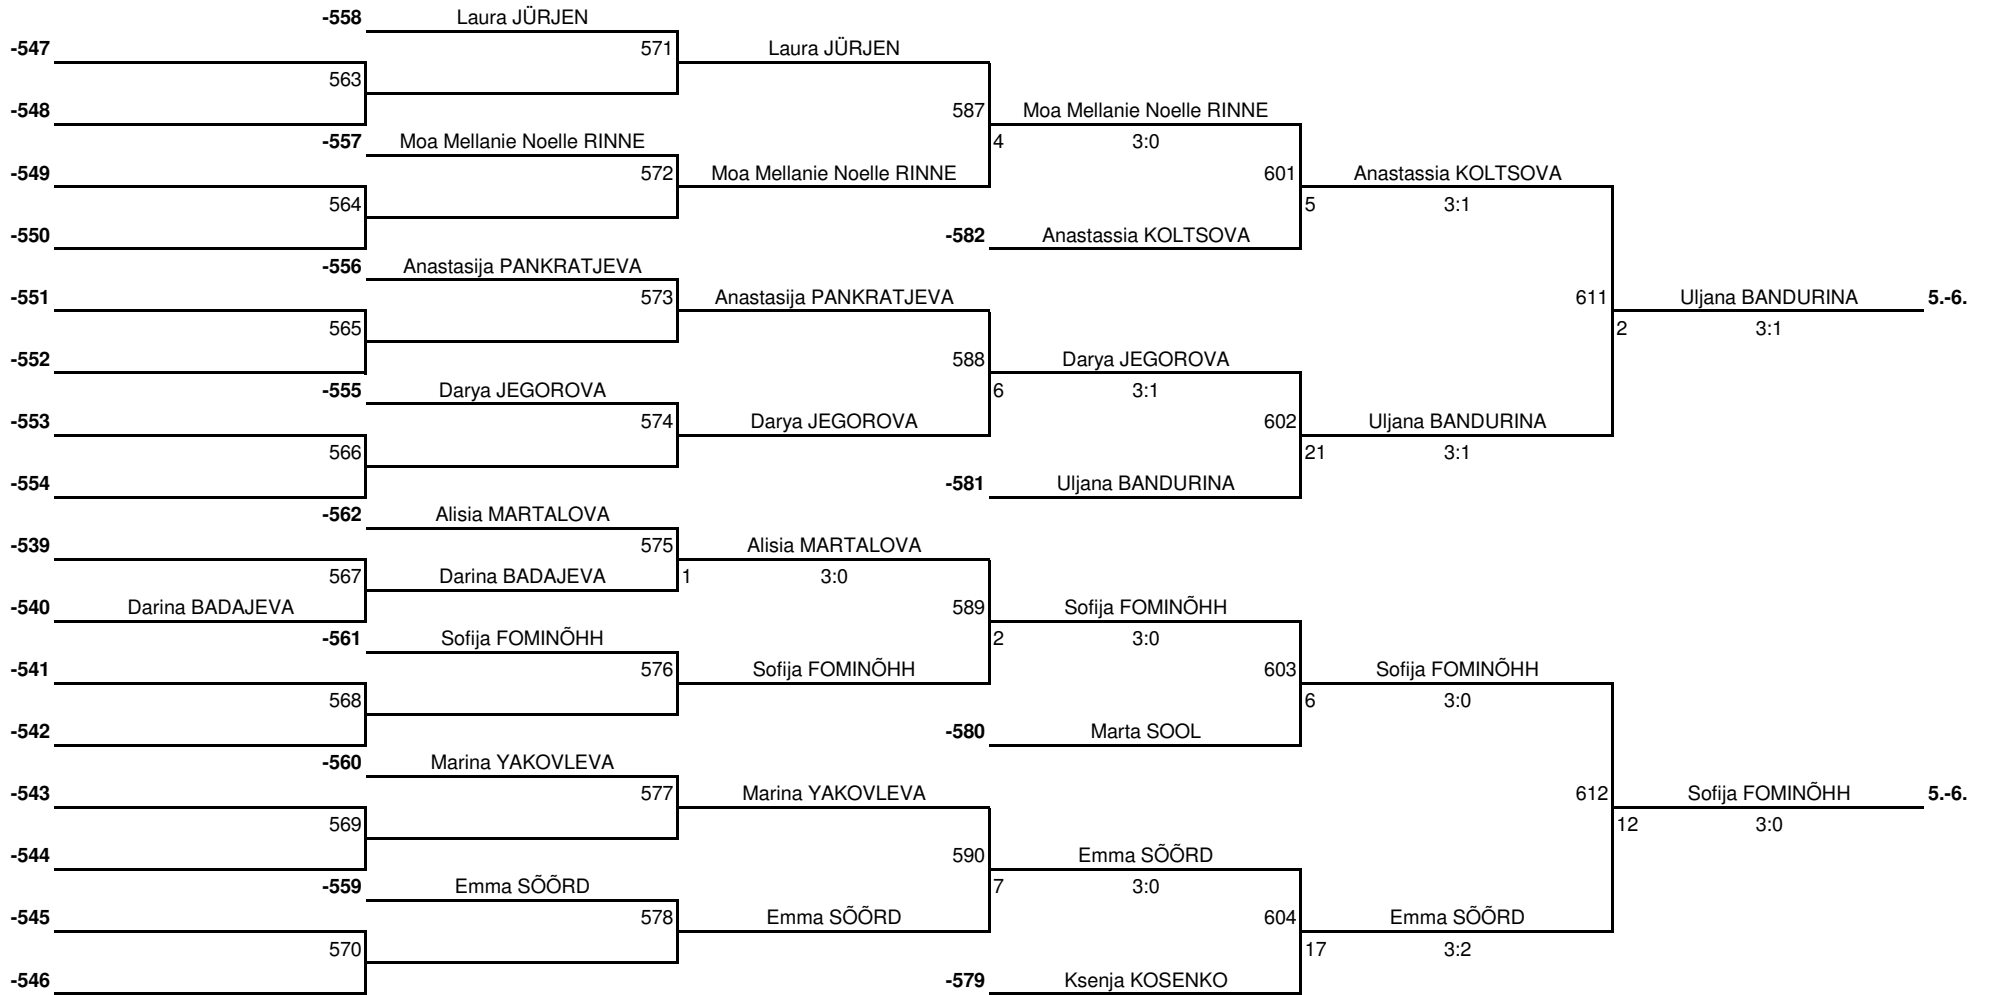 -558 Laura JÜRJEN
-547 571 Laura JÜRJEN
563
-548 587 Moa Mellanie Noelle RINNE
-557 Moa Mellanie Noelle RINNE 4 3:0
-549 572 Moa Mellanie Noelle RINNE 601 Anastassia KOLTSOVA
564 5 3:1
-550 -582 Anastassia KOLTSOVA
-556 Anastasija PANKRATJEVA
-551 573 Anastasija PANKRATJEVA 611 Uljana BANDURINA 5.-6.
565 2 3:1
-552 588 Darya JEGOROVA
-555 Darya JEGOROVA 6 3:1
-553 574 Darya JEGOROVA 602 Uljana BANDURINA
566 21 3:1
-554 -581 Uljana BANDURINA
-562 Alisia MARTALOVA
-539 575 Alisia MARTALOVA
567 Darina BADAJEVA 1 3:0
-540 Darina BADAJEVA 589 Sofija FOMINÕHH
-561 Sofija FOMINÕHH 2 3:0
-541 576 Sofija FOMINÕHH 603 Sofija FOMINÕHH
568 6 3:0
-542 -580 Marta SOOL
-560 Marina YAKOVLEVA
-543 577 Marina YAKOVLEVA 612 Sofija FOMINÕHH 5.-6.
569 12 3:0
-544 590 Emma SÕÕRD
-559 Emma SÕÕRD 7 3:0
-545 578 Emma SÕÕRD 604 Emma SÕÕRD
570 17 3:2
-546 -579 Ksenja KOSENKO